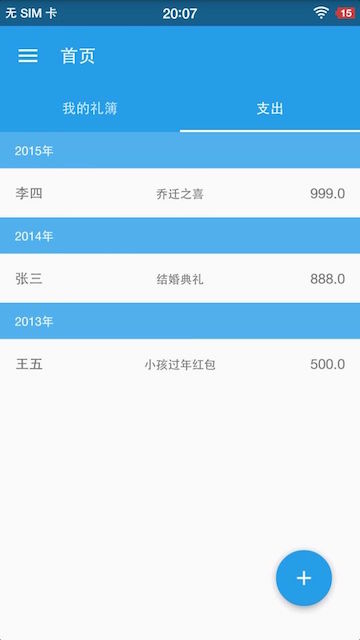 无 SIM 卡 20:07 15
首页
我的礼簿 支出
2015年
李四 乔迁之喜 999.0
2014年
张三 结婚典礼 888.0
2013年
王五 小孩过年红包 500.0
+